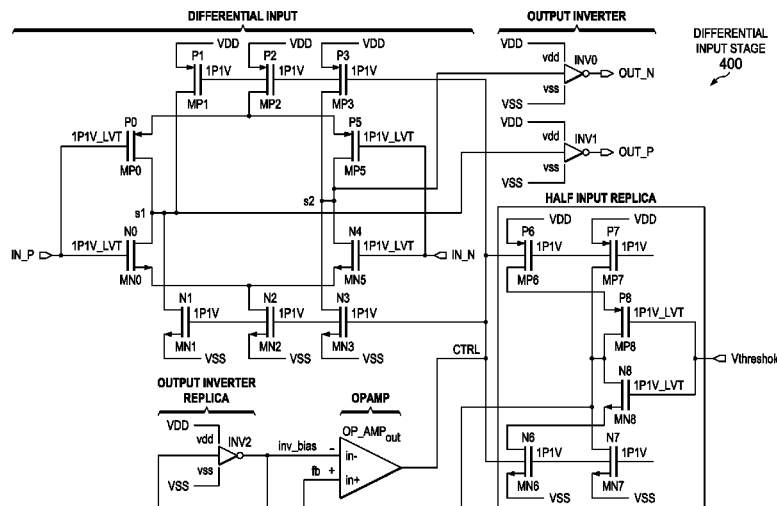 DIFFERENTIAL INPUT
OUTPUT INVERTER
DIFFERENTIAL
INPUT STAGE
400
VDD VDD VDD VDD
P1 P2 P3 vdd INV0
1P1V 1P1V 1P1V OUT_N
MP1 MP2 MP3 vss
VSS
P0 P5 VDD
1P1V_LVT 1P1V_LVT vdd INV1
MP0 MP5 OUT_P
vss
VSS
s1 s2
HALF INPUT REPLICA
N0 N4
IN_P 1P1V_LVT 1P1V_LVT IN_N
MN0 MN5
VDD VDD
P6 P7
1P1V 1P1V
MP6 MP7
N1 N2 N3
1P1V 1P1V 1P1V
MN1 MN2 MN3
VSS VSS VSS
P8
1P1V_LVT
MP8
CTRL
Vthreshok
N8
1P1V_LVT
MN8
OUTPUT INVERTER
REPLICA
OPAMP
VDD
vdd INV2
vss
VSS
OP_AMP
out
inv_bias - in-
fb + in+
N6 N7
1P1V 1P1V
MN6 MN7
VSS VSS